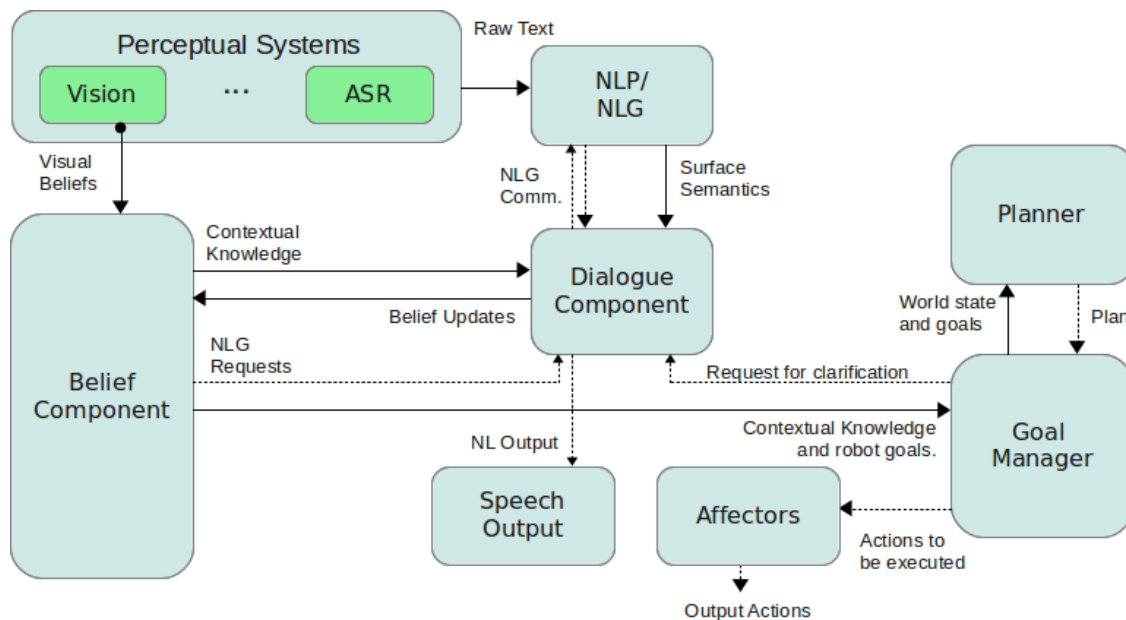 Perceptual Systems
Vision
...
ASR
Raw Text
NLP/
NLG
Visual
Beliefs
NLG
Comm.
Surface
Semantics
Planner
Contextual
Knowledge
Dialogue
Component
Belief Updates
World state
and goals
Plan
NLG
Requests
Request for clarification
Belief
Component
Goal
Manager
Contextual Knowledge
and robot goals.
NL Output
Speech
Output
Affectors
Actions to
be executed
Output Actions